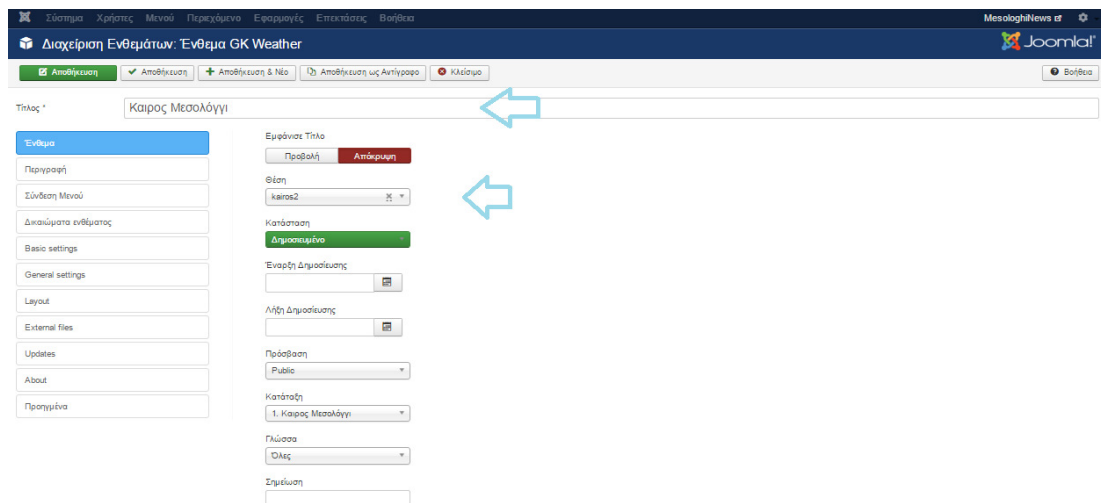 Σύστημα Χρήστες Μενού Περιεχόμενο Εφαρμογές Επεκτάσεις Βοήθεια MesologhiNews
Διαχείριση Ενθεμάτων: Ένθεμα GK Weather Joomla!
Αποθήκευση Αποθήκευση Αποθήκευση & Νέο Αποθήκευση ως Αντίγραφο Κλείσιμο Βοήθεια
Τίτλος * Καιρος Μεσολόγγι
Ένθεμα
Περιγραφή
Σύνδεση Μενού
Δικαιώματα ενθέματος
Basic settings
General settings
Layout
External files
Updates
About
Προηγμένα
Εμφάνισε Τίτλο
Προβολή Απόκρυψη
Θέση
kairos2
Κατάσταση
Δημοσιευμένο
Έναρξη Δημοσίευσης
Λήξη Δημοσίευσης
Πρόσβαση
Public
Κατάταξη
1. Καιρος Μεσολόγγι
Γλώσσα
Όλες
Σημείωση